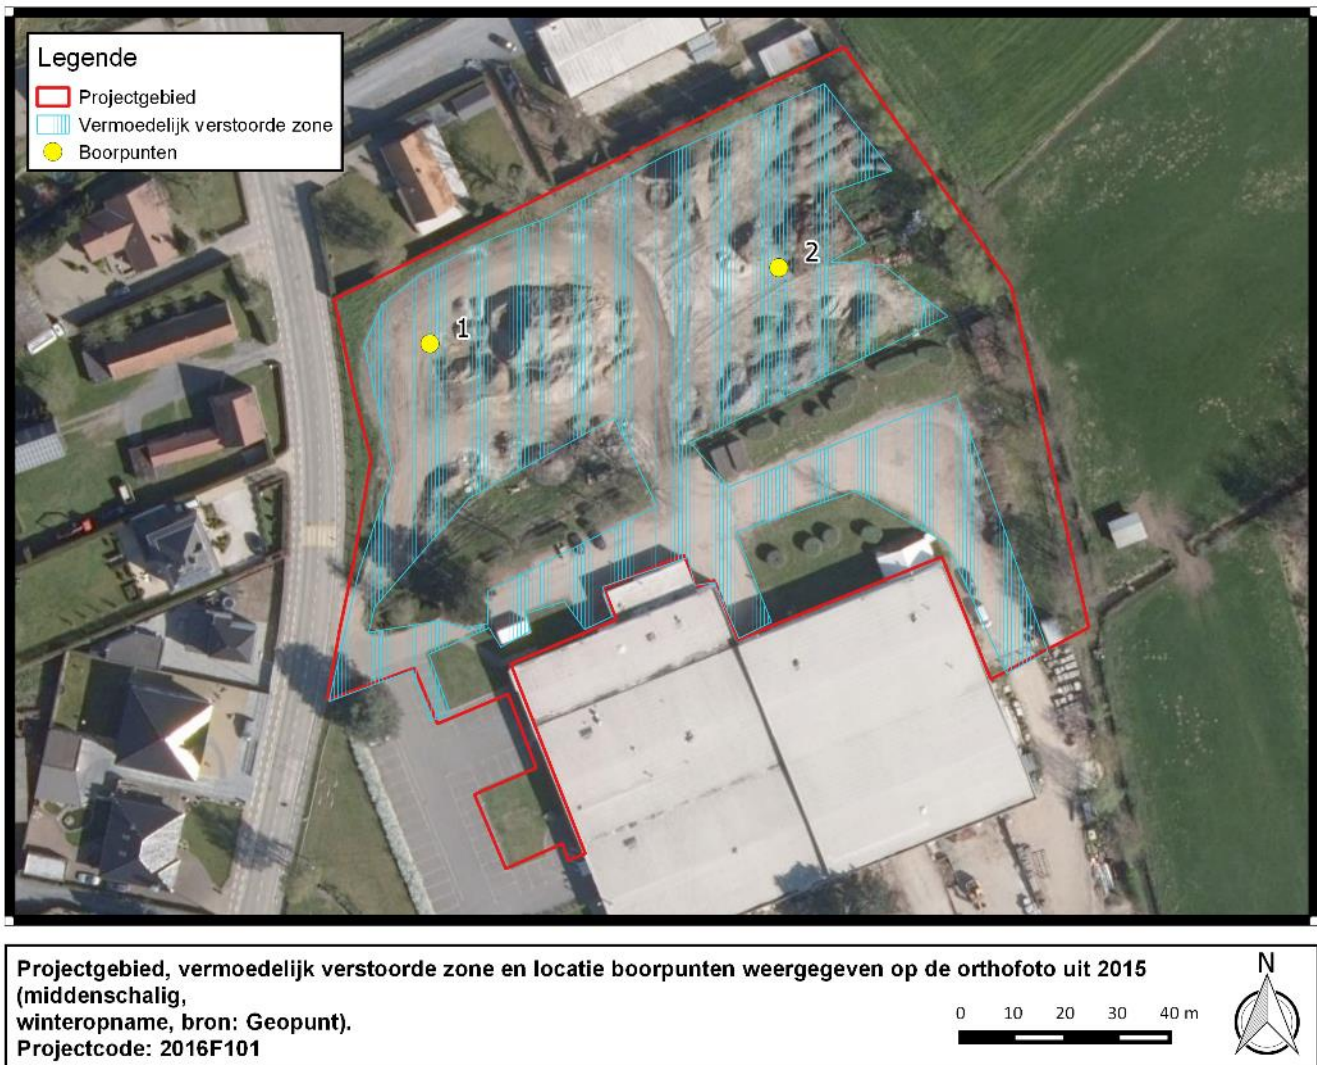 Legende
Projectgebied
Vermoedelijk verstoorde zone
Boorpunten
2
1
Projectgebied, vermoedelijk verstoorde zone en locatie boorpunten weergegeven op de orthofoto uit 2015
(middenschalig,
winteropname, bron: Geopunt).
Projectcode: 2016F101
0 10 20 30 40 m
N